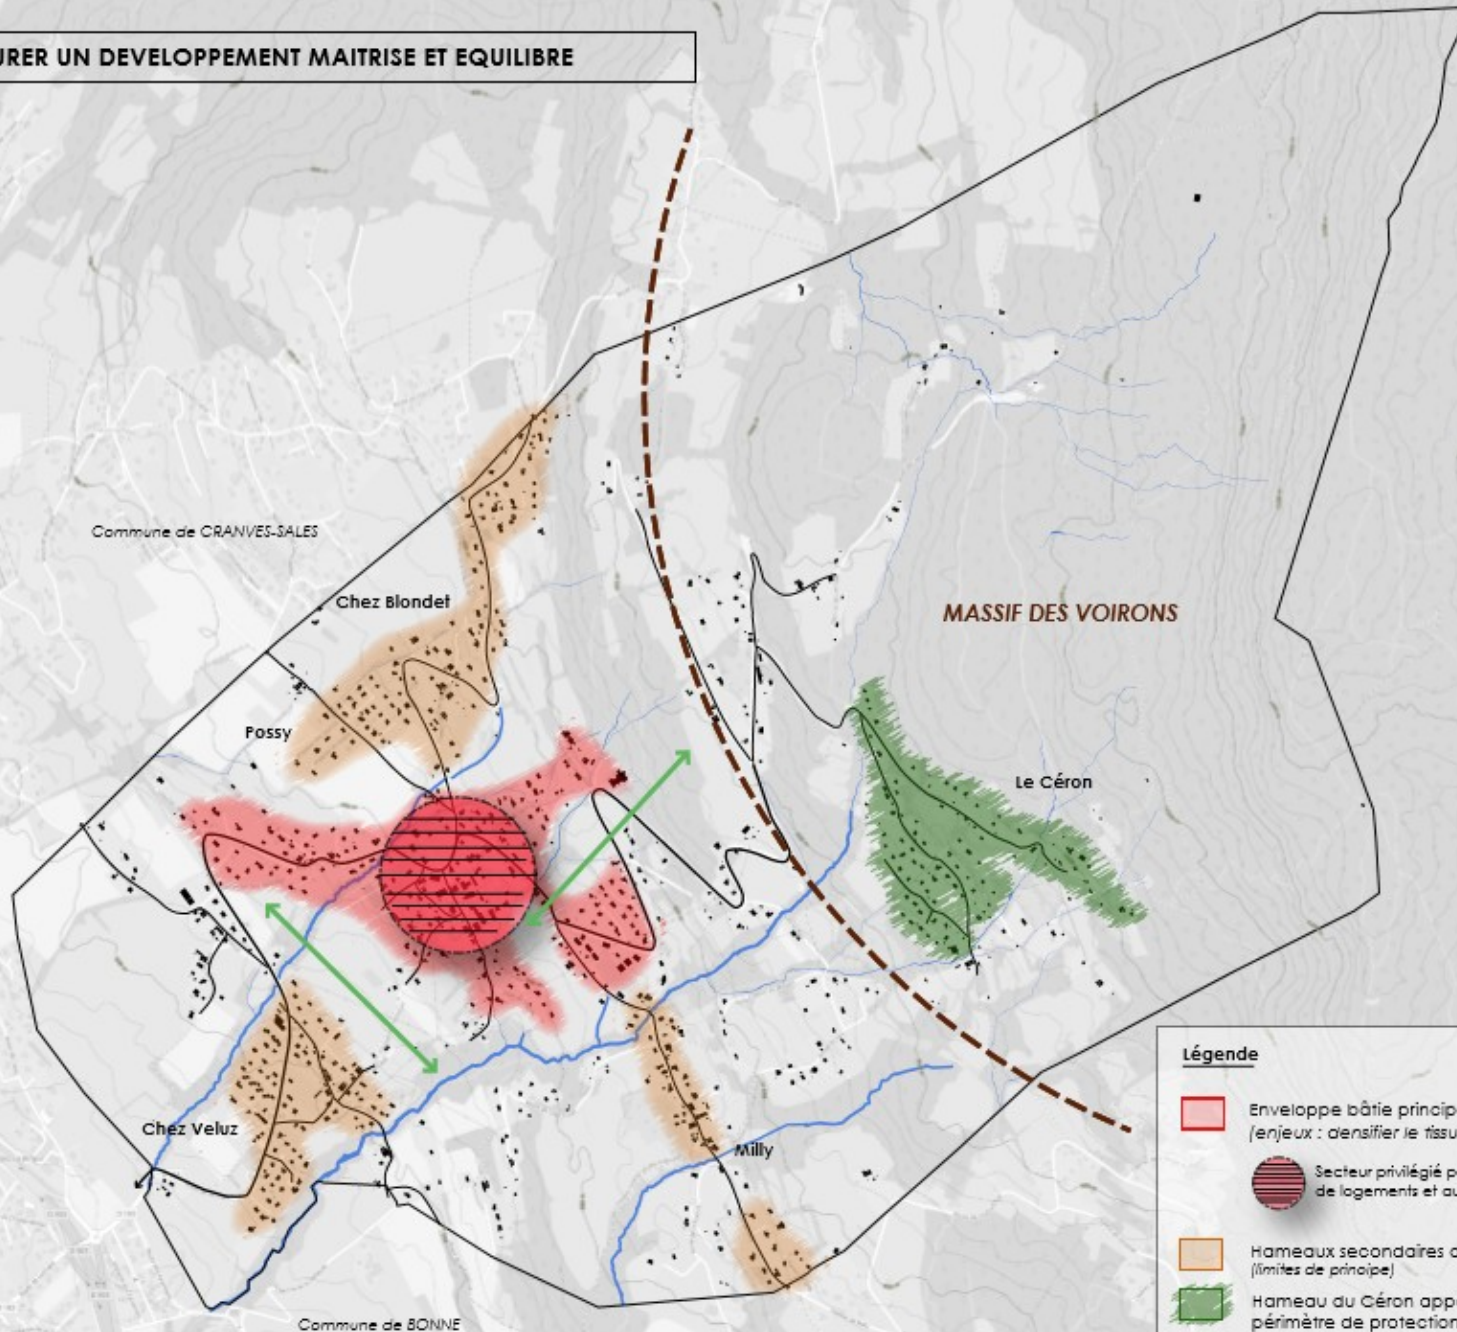 URER UN DEVELOPPEMENT MAITRISE ET EQUILIBRE
Commune de CRANVES-SALES
Chez Blondet
MASSIF DES VOIRONS
Possy
Le Céron
Chez Veluz
Milly
Commune de BONNE
Légende
Enveloppe bâtie princip
(enjeux : densifier le tissu
Secteur privilégié p
de logements et au
Hameaux secondaires
(limites de principe)
Hameau du Céron app
périmètre de protection